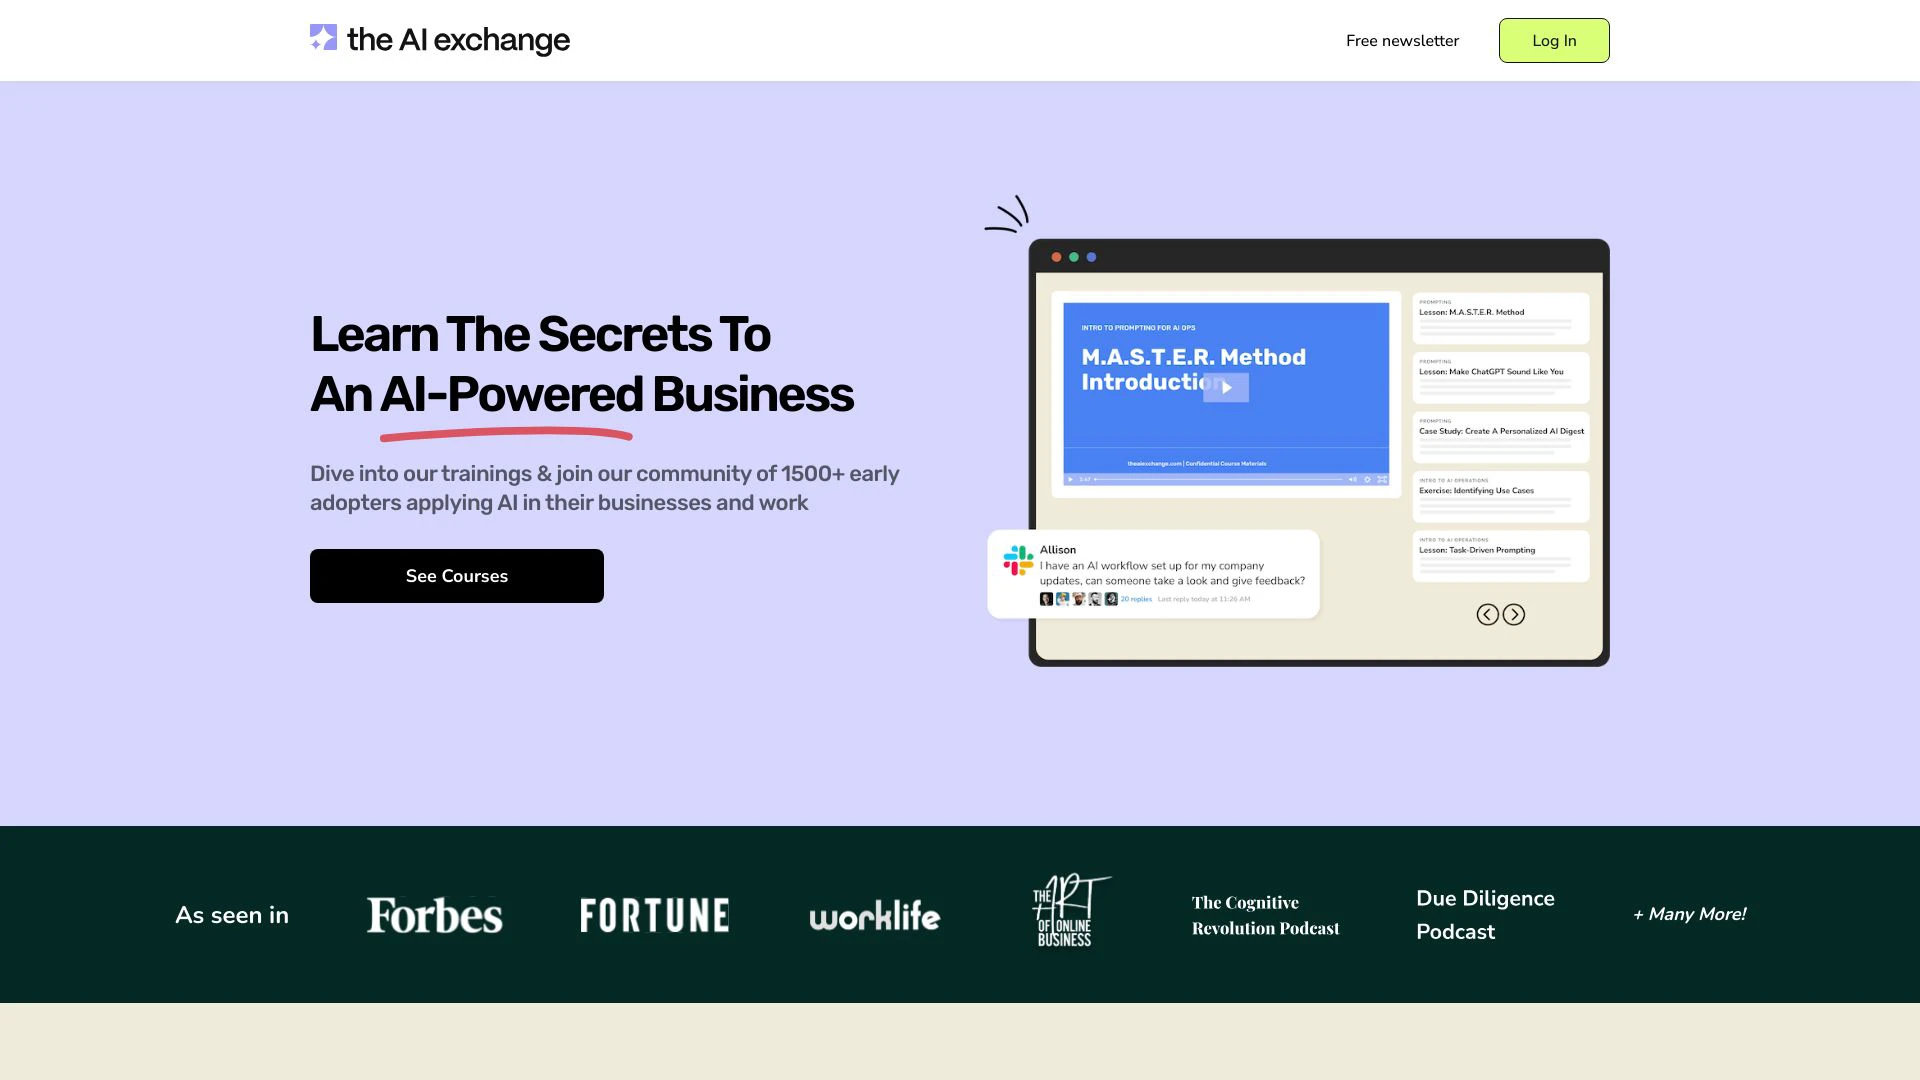 the AI exchange
Free newsletter
Log In
Learn The Secrets To
An AI-Powered Business
Dive into our trainings & join our community of 1500+ early
adopters applying AI in their businesses and work
See Courses
INTRO TO PROMPTING FOR AI OPS
M.A.S.T.E.R. Method
Introduction
theaiexchange.com | Confidential Course Materials
3:47
PROMPTING
Lesson: M.A.S.T.E.R. Method
PROMPTING
Lesson: Make ChatGPT Sound Like You
PROMPTING
Case Study: Create A Personalized AI Digest
INTRO TO AI OPERATIONS
Exercise: Identifying Use Cases
INTRO TO AI OPERATIONS
Lesson: Task-Driven Prompting
Allison
I have an AI workflow set up for my company
updates, can someone take a look and give feedback?
20 replies Last reply today at 11:26 AM
As seen in
Forbes
FORTUNE
worklife
THE ART
OF ONLINE
BUSINESS
The Cognitive
Revolution Podcast
Due Diligence
Podcast
+ Many More!